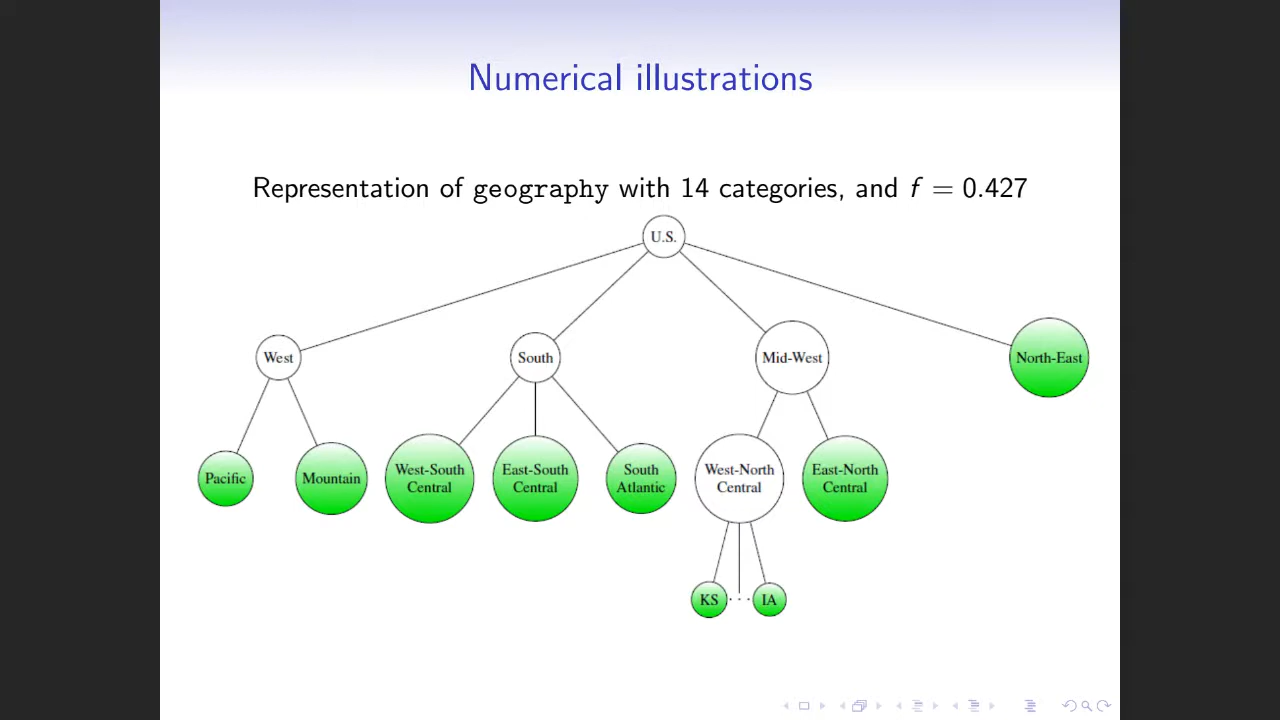 Numerical illustrations
Representation of geography with 14 categories, and f = 0.427
U.S.
West
South
Mid-West
North-East
Pacific
Mountain
West-South
Central
East-South
Central
South
Atlantic
West-North
Central
East-North
Central
KS ··· IA